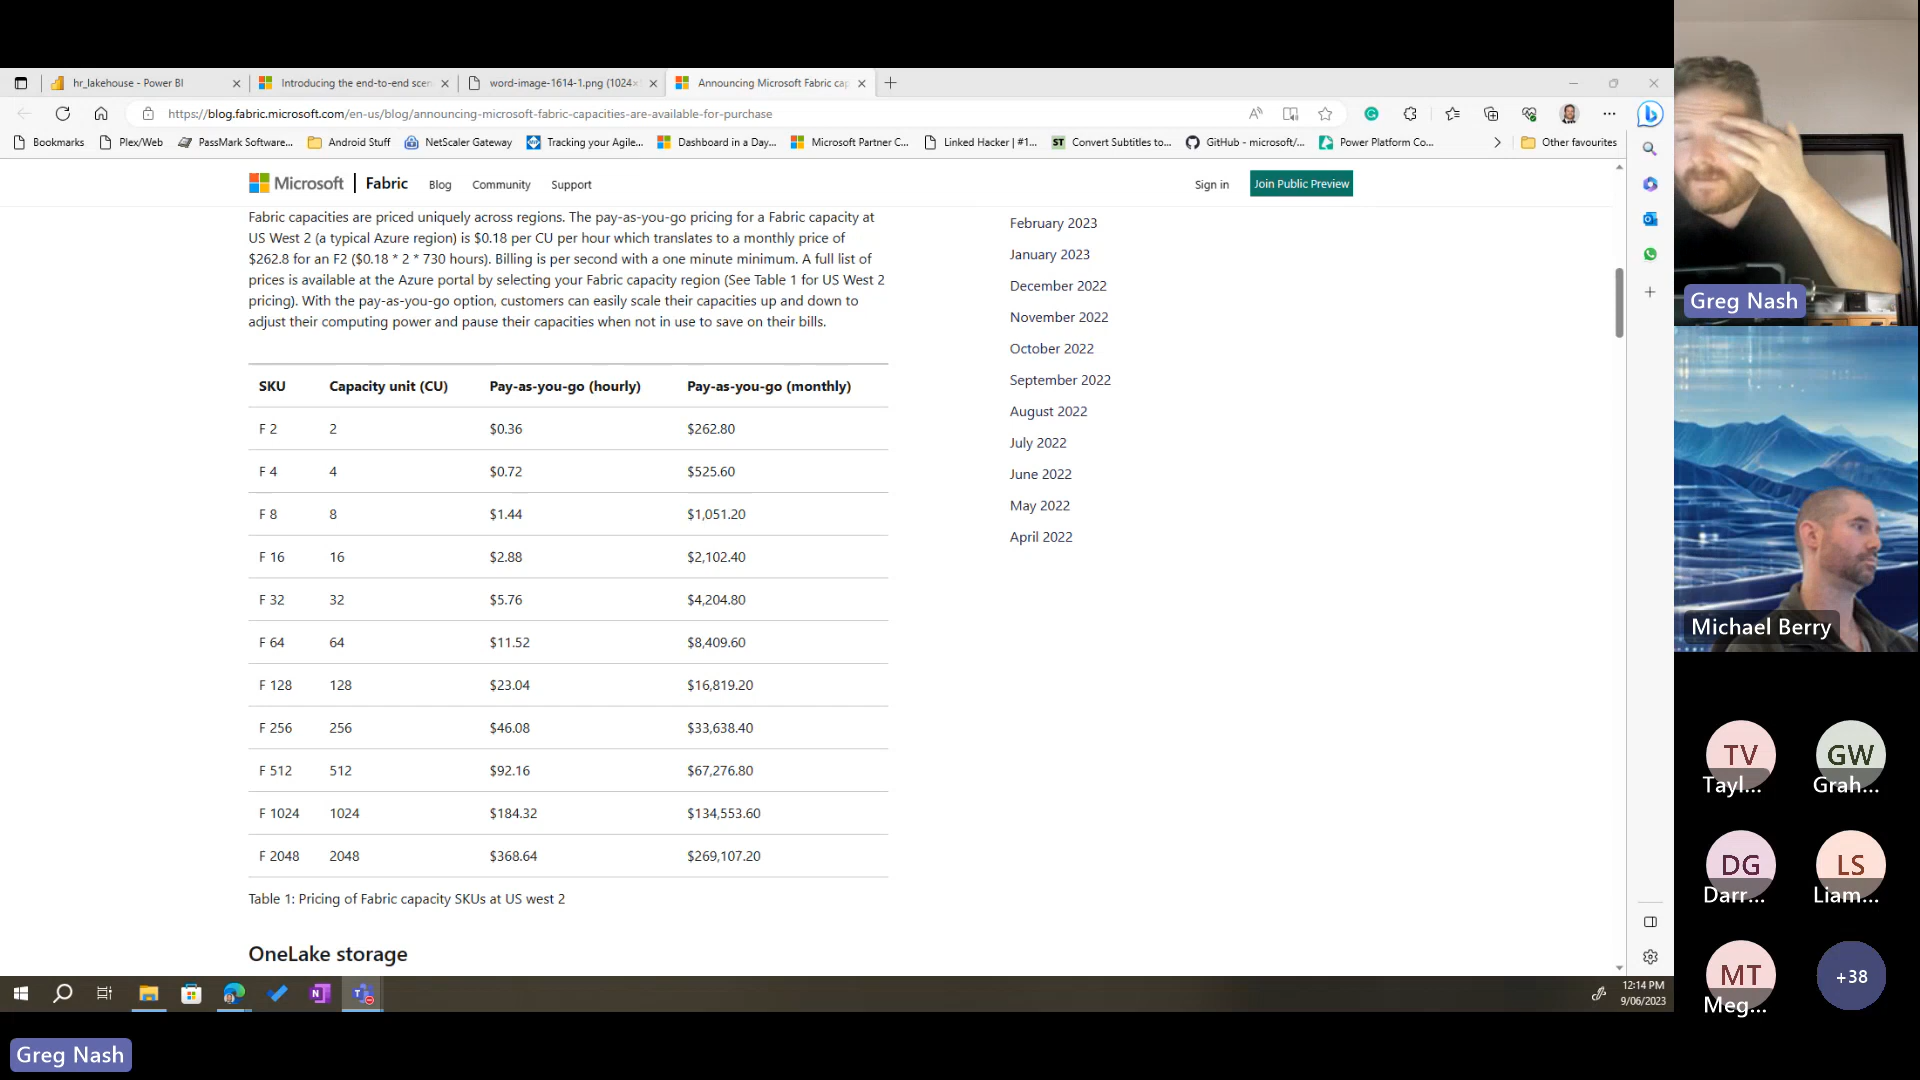 hr_lakehouse - Power BI
Introducing the end-to-end scen
word-image-1614-1.png (1024×
Announcing Microsoft Fabric cap
https://blog.fabric.microsoft.com/en-us/blog/announcing-microsoft-fabric-capacities-are-available-for-purchase
Bookmarks
Plex/Web
PassMark Software...
Android Stuff
NetScaler Gateway
Tracking your Agile...
Dashboard in a Day...
Microsoft Partner C...
Linked Hacker | #1...
ST Convert Subtitles to...
GitHub - microsoft/...
Power Platform Co...
Other favourites
Microsoft | Fabric Blog Community Support Sign in Join Public Preview
Fabric capacities are priced uniquely across regions. The pay-as-you-go pricing for a Fabric capacity at
US West 2 (a typical Azure region) is $0.18 per CU per hour which translates to a monthly price of
$262.8 for an F2 ($0.18 * 2 * 730 hours). Billing is per second with a one minute minimum. A full list of
prices is available at the Azure portal by selecting your Fabric capacity region (See Table 1 for US West 2
pricing). With the pay-as-you-go option, customers can easily scale their capacities up and down to
adjust their computing power and pause their capacities when not in use to save on their bills.
SKU Capacity unit (CU) Pay-as-you-go (hourly) Pay-as-you-go (monthly)
F 2 2 $0.36 $262.80
F 4 4 $0.72 $525.60
F 8 8 $1.44 $1,051.20
F 16 16 $2.88 $2,102.40
F 32 32 $5.76 $4,204.80
F 64 64 $11.52 $8,409.60
F 128 128 $23.04 $16,819.20
F 256 256 $46.08 $33,638.40
F 512 512 $92.16 $67,276.80
F 1024 1024 $184.32 $134,553.60
F 2048 2048 $368.64 $269,107.20
Table 1: Pricing of Fabric capacity SKUs at US west 2
OneLake storage
February 2023
January 2023
December 2022
November 2022
October 2022
September 2022
August 2022
July 2022
June 2022
May 2022
April 2022
12:14 PM
9/06/2023
Greg Nash
Michael Berry
TV
Tayl...
GW
Grah...
DG
Darr...
LS
Liam...
MT
Meg...
+38
Greg Nash